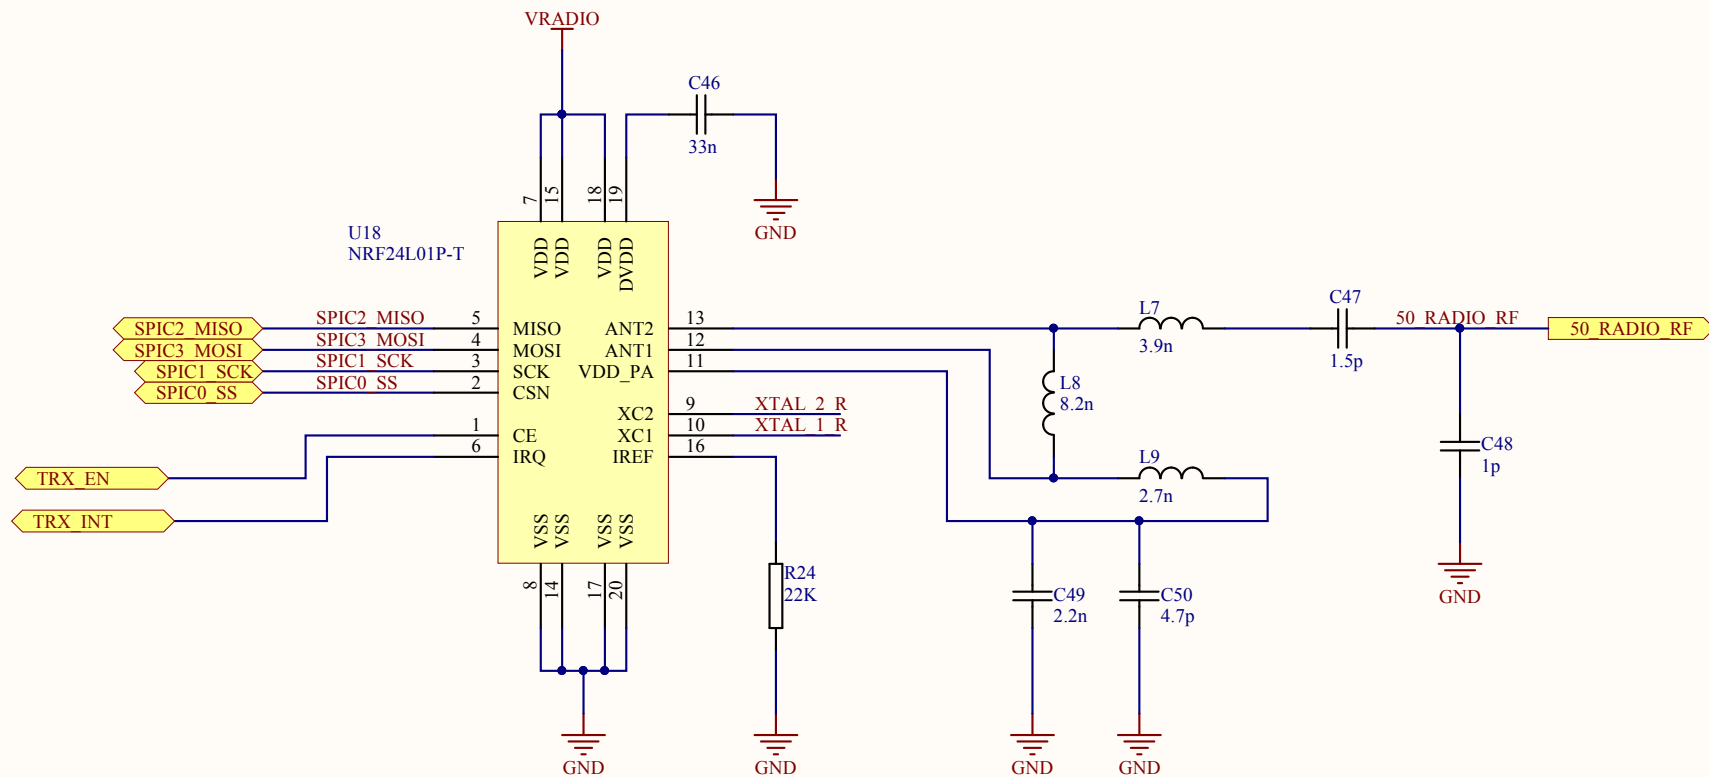 VRADIO
C46
33n
GND
7
15
18
19
U18
NRF24L01P-T
VDD
VDD
VDD
DVDD
SPIC2_MISO
SPIC2_MISO
5
MISO
ANT2
13
SPIC3_MOSI
SPIC3_MOSI
4
MOSI
ANT1
12
SPIC1_SCK
SPIC1_SCK
3
SCK
VDD_PA
11
SPIC0_SS
SPIC0_SS
2
CSN
XC2
9
XTAL_2_R
1
CE
XC1
10
XTAL_1_R
6
IRQ
IREF
16
TRX_EN
TRX_INT
VSS
VSS
VSS
VSS
8
14
17
20
GND
R24
22K
GND
L7
3.9n
C47
1.5p
50_RADIO_RF
50_RADIO_RF
L8
8.2n
L9
2.7n
C48
1p
GND
C49
2.2n
GND
C50
4.7p
GND